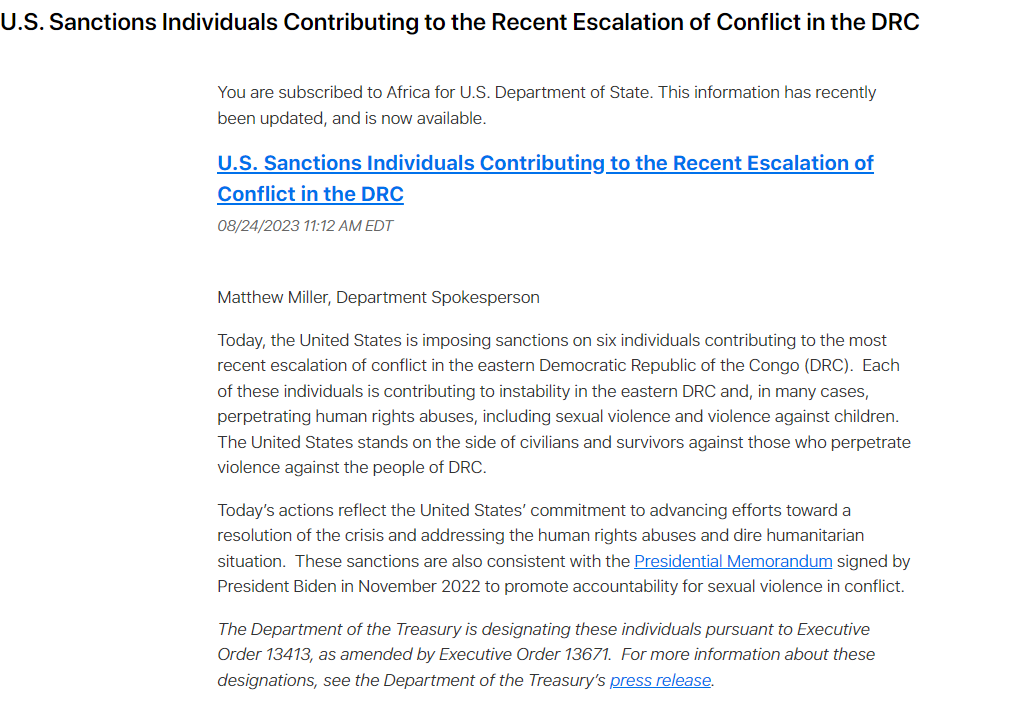 U.S. Sanctions Individuals Contributing to the Recent Escalation of Conflict in the DRC
You are subscribed to Africa for U.S. Department of State. This information has recently
been updated, and is now available.
U.S. Sanctions Individuals Contributing to the Recent Escalation of
Conflict in the DRC
08/24/2023 11:12 AM EDT
Matthew Miller, Department Spokesperson
Today, the United States is imposing sanctions on six individuals contributing to the most
recent escalation of conflict in the eastern Democratic Republic of the Congo (DRC).  Each
of these individuals is contributing to instability in the eastern DRC and, in many cases,
perpetrating human rights abuses, including sexual violence and violence against children.
The United States stands on the side of civilians and survivors against those who perpetrate
violence against the people of DRC.
Today’s actions reflect the United States’ commitment to advancing efforts toward a
resolution of the crisis and addressing the human rights abuses and dire humanitarian
situation.  These sanctions are also consistent with the Presidential Memorandum signed by
President Biden in November 2022 to promote accountability for sexual violence in conflict.
The Department of the Treasury is designating these individuals pursuant to Executive
Order 13413, as amended by Executive Order 13671.  For more information about these
designations, see the Department of the Treasury’s press release.